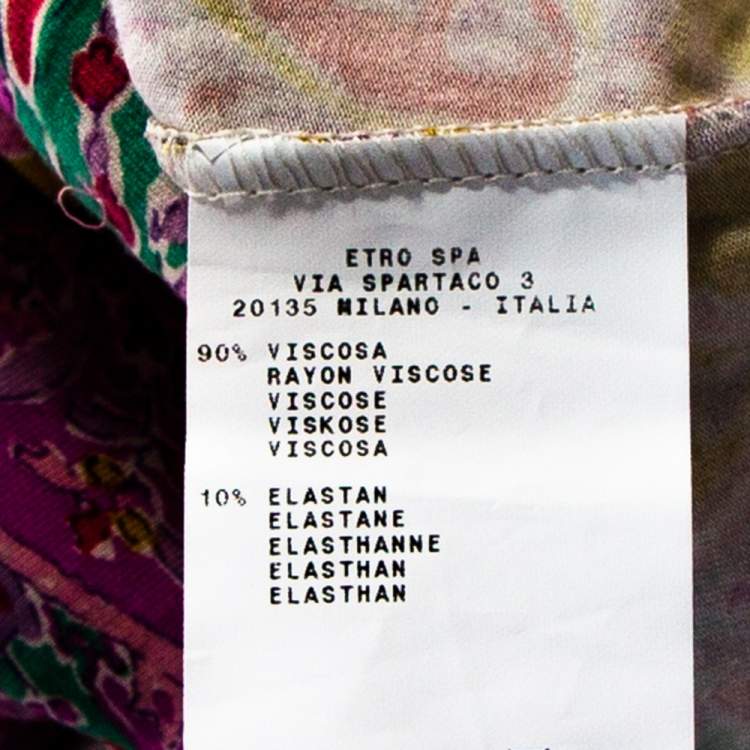 ETRO SPA
VIA SPARTACO 3
20135 MILANO - ITALIA
90% VISCOSA
RAYON VISCOSE
VISCOSE
VISKOSE
VISCOSA
10% ELASTAN
ELASTANE
ELASTHANNE
ELASTHAN
ELASTHAN